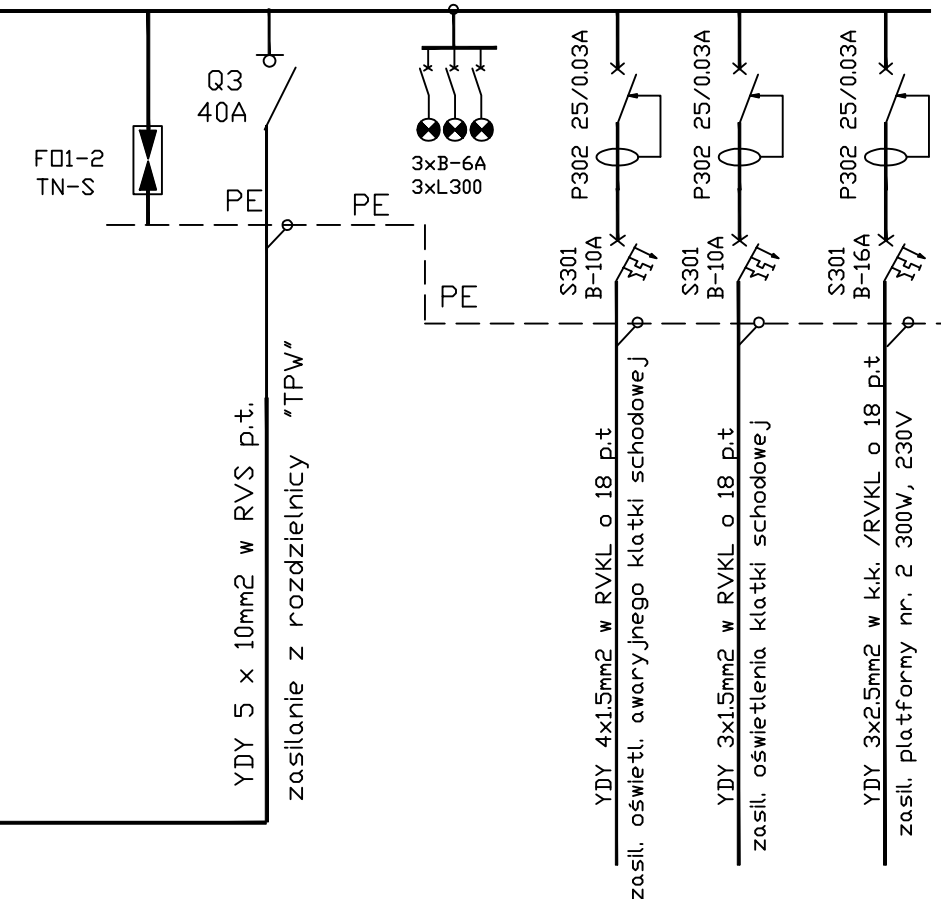 Q3
40A
FO1-2
TN-S
PE
PE
PE
3xB-6A
3xL300
YDY 5 x 10mm2 w RVS p.t.
zasilanie z rozdzielnicy "TPW"
P302 25/0.03A
S301
B-10A
YDY 4x1.5mm2 w RVKL o 18 p.t
zasil. oświetl. awaryjnego klatki schodowej
P302 25/0.03A
S301
B-10A
YDY 3x1.5mm2 w RVKL o 18 p.t
zasil. oświetlenia klatki schodowej
P302 25/0.03A
S301
B-16A
YDY 3x2.5mm2 w k.k. /RVKL o 18 p.t
zasil. platformy nr. 2 300W, 230V